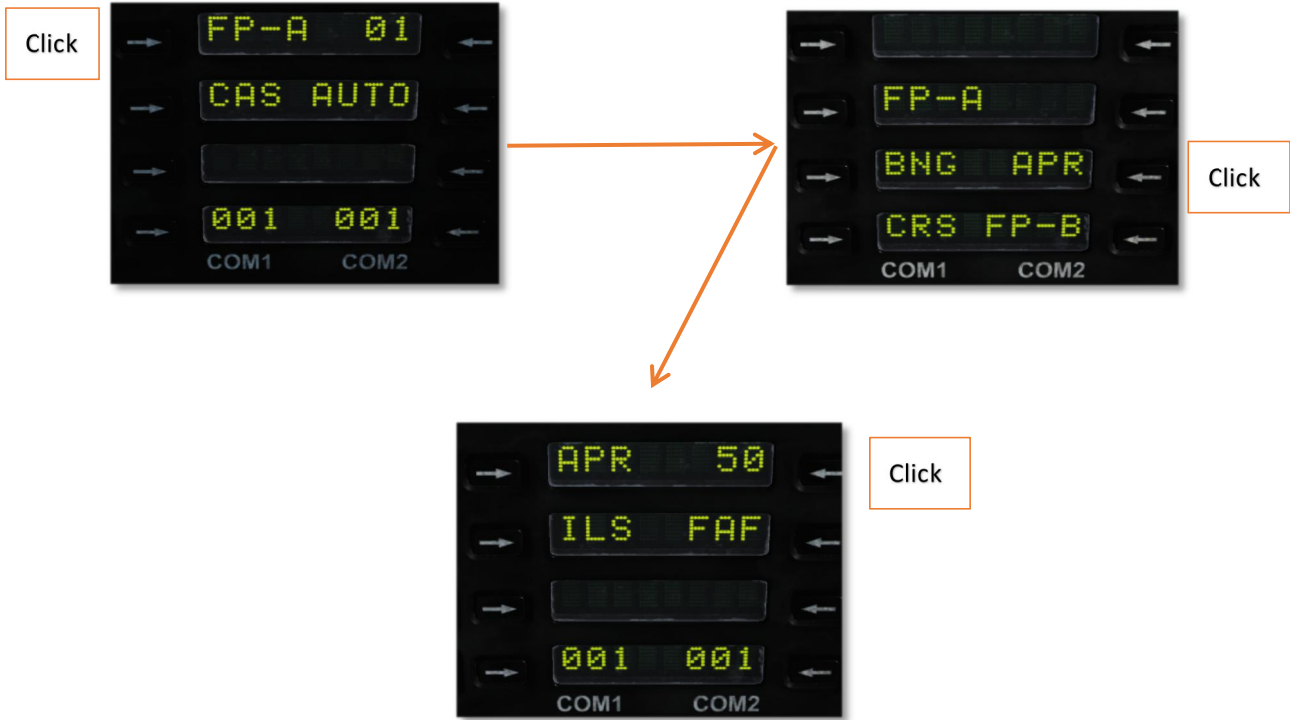 Click
FP-A 01
CAS AUTO
001 001
COM1 COM2
FP-A
BNG APR
CRS FP-B
COM1 COM2
Click
APR 50
ILS FAF
001 001
COM1 COM2
Click